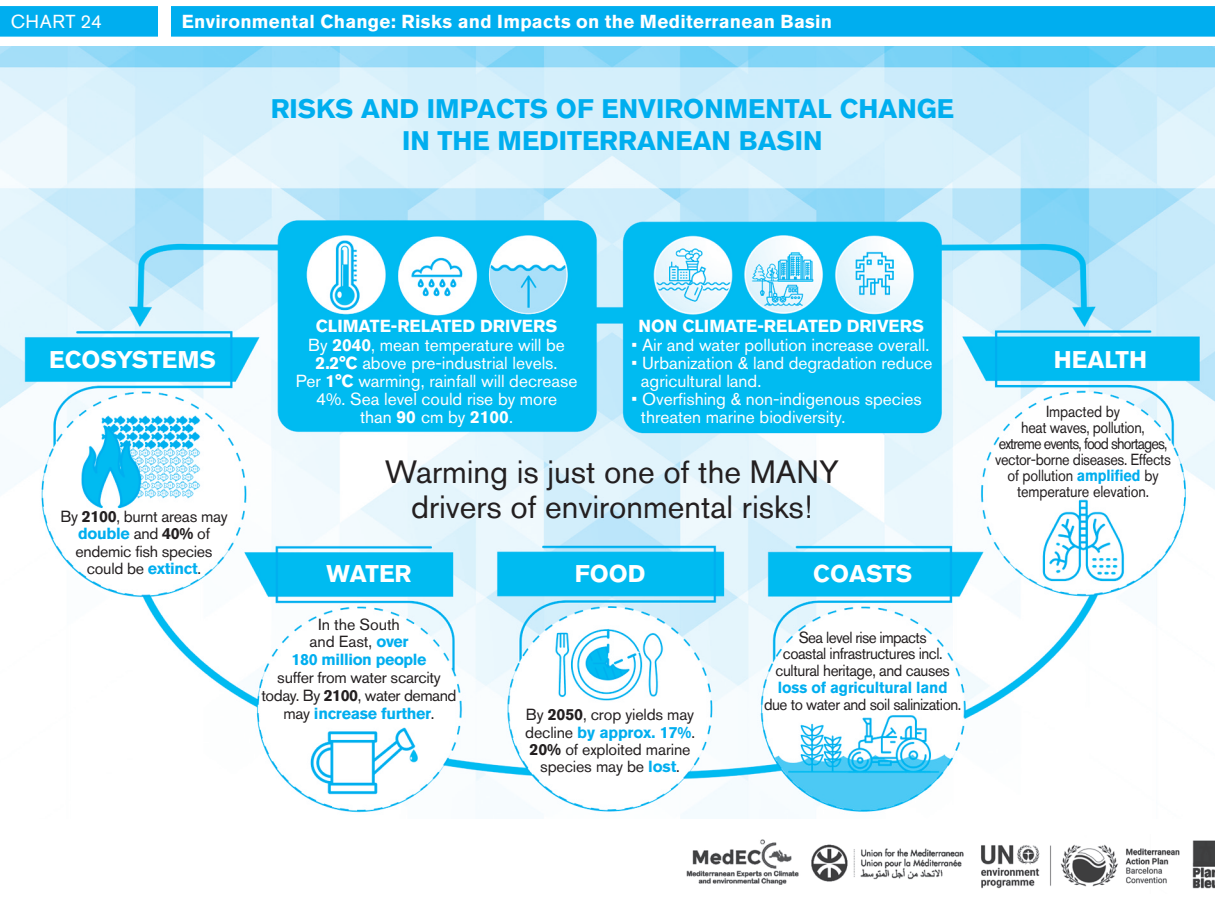 CHART 24
Environmental Change: Risks and Impacts on the Mediterranean Basin
RISKS AND IMPACTS OF ENVIRONMENTAL CHANGE
IN THE MEDITERRANEAN BASIN
CLIMATE-RELATED DRIVERS
By 2040, mean temperature will be
2.2°C above pre-industrial levels.
Per 1°C warming, rainfall will decrease
4%. Sea level could rise by more
than 90 cm by 2100.
NON CLIMATE-RELATED DRIVERS
▪ Air and water pollution increase overall.
▪ Urbanization & land degradation reduce
agricultural land.
▪ Overfishing & non-indigenous species
threaten marine biodiversity.
ECOSYSTEMS
By 2100, burnt areas may
double and 40% of
endemic fish species
could be extinct.
HEALTH
Impacted by
heat waves, pollution,
extreme events, food shortages,
vector-borne diseases. Effects
of pollution amplified by
temperature elevation.
Warming is just one of the MANY
drivers of environmental risks!
WATER
In the South
and East, over
180 million people
suffer from water scarcity
today. By 2100, water demand
may increase further.
FOOD
By 2050, crop yields may
decline by approx. 17%.
20% of exploited marine
species may be lost.
COASTS
Sea level rise impacts
coastal infrastructures incl.
cultural heritage, and causes
loss of agricultural land
due to water and soil salinization.
MedECC
Mediterranean Experts on Climate
and environmental Change
Union for the Mediterranean
Union pour la Méditerranée
الاتحاد من أجل المتوسط
UN
environment
programme
Mediterranean
Action Plan
Barcelona
Convention
Plan
Bleu